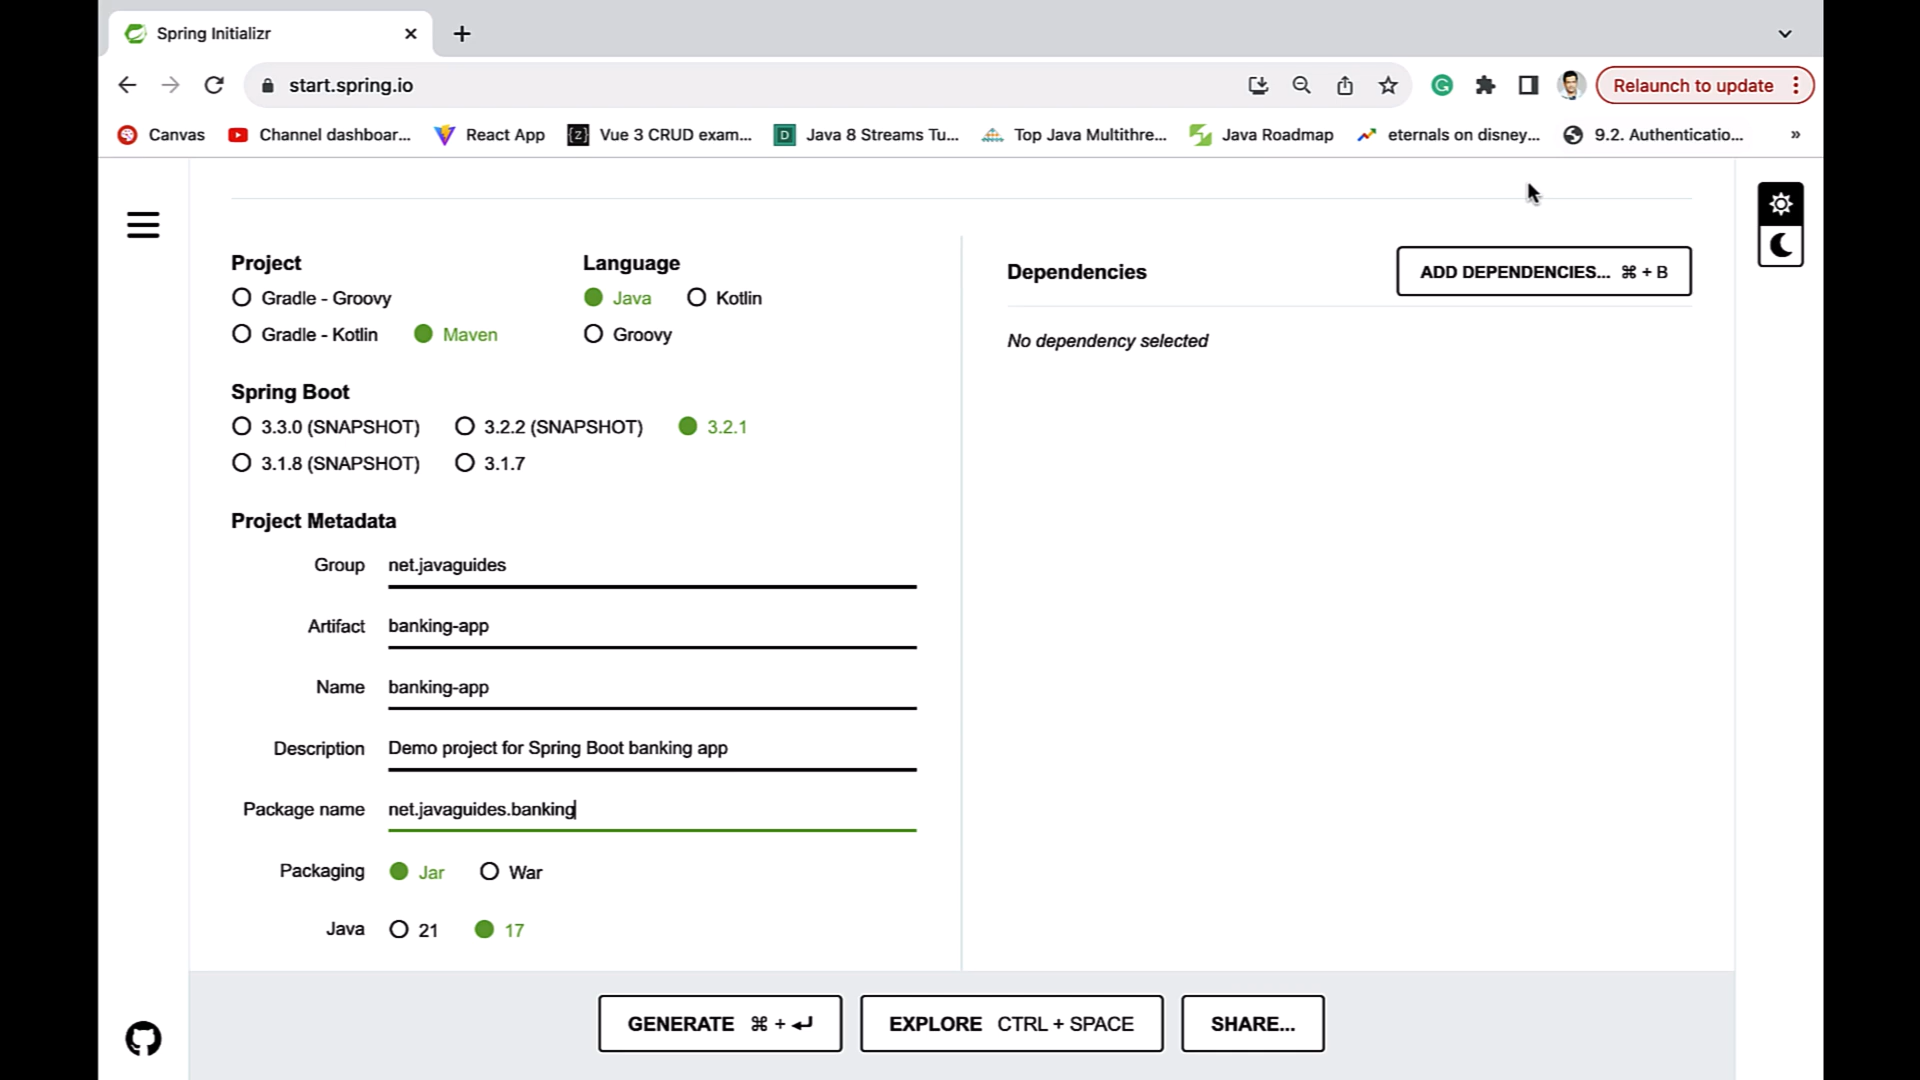 Spring Initializr
start.spring.io
Relaunch to update
Canvas Channel dashboar... React App Vue 3 CRUD exam... Java 8 Streams Tu... Top Java Multithre... Java Roadmap eternals on disney... 9.2. Authenticatio... »
Project Language
Gradle - Groovy Java Kotlin
Gradle - Kotlin Maven Groovy
Dependencies ADD DEPENDENCIES... ⌘ + B
No dependency selected
Spring Boot
3.3.0 (SNAPSHOT) 3.2.2 (SNAPSHOT) 3.2.1
3.1.8 (SNAPSHOT) 3.1.7
Project Metadata
Group net.javaguides
Artifact banking-app
Name banking-app
Description Demo project for Spring Boot banking app
Package name net.javaguides.banking
Packaging Jar War
Java 21 17
GENERATE ⌘ + ↵ EXPLORE CTRL + SPACE SHARE...